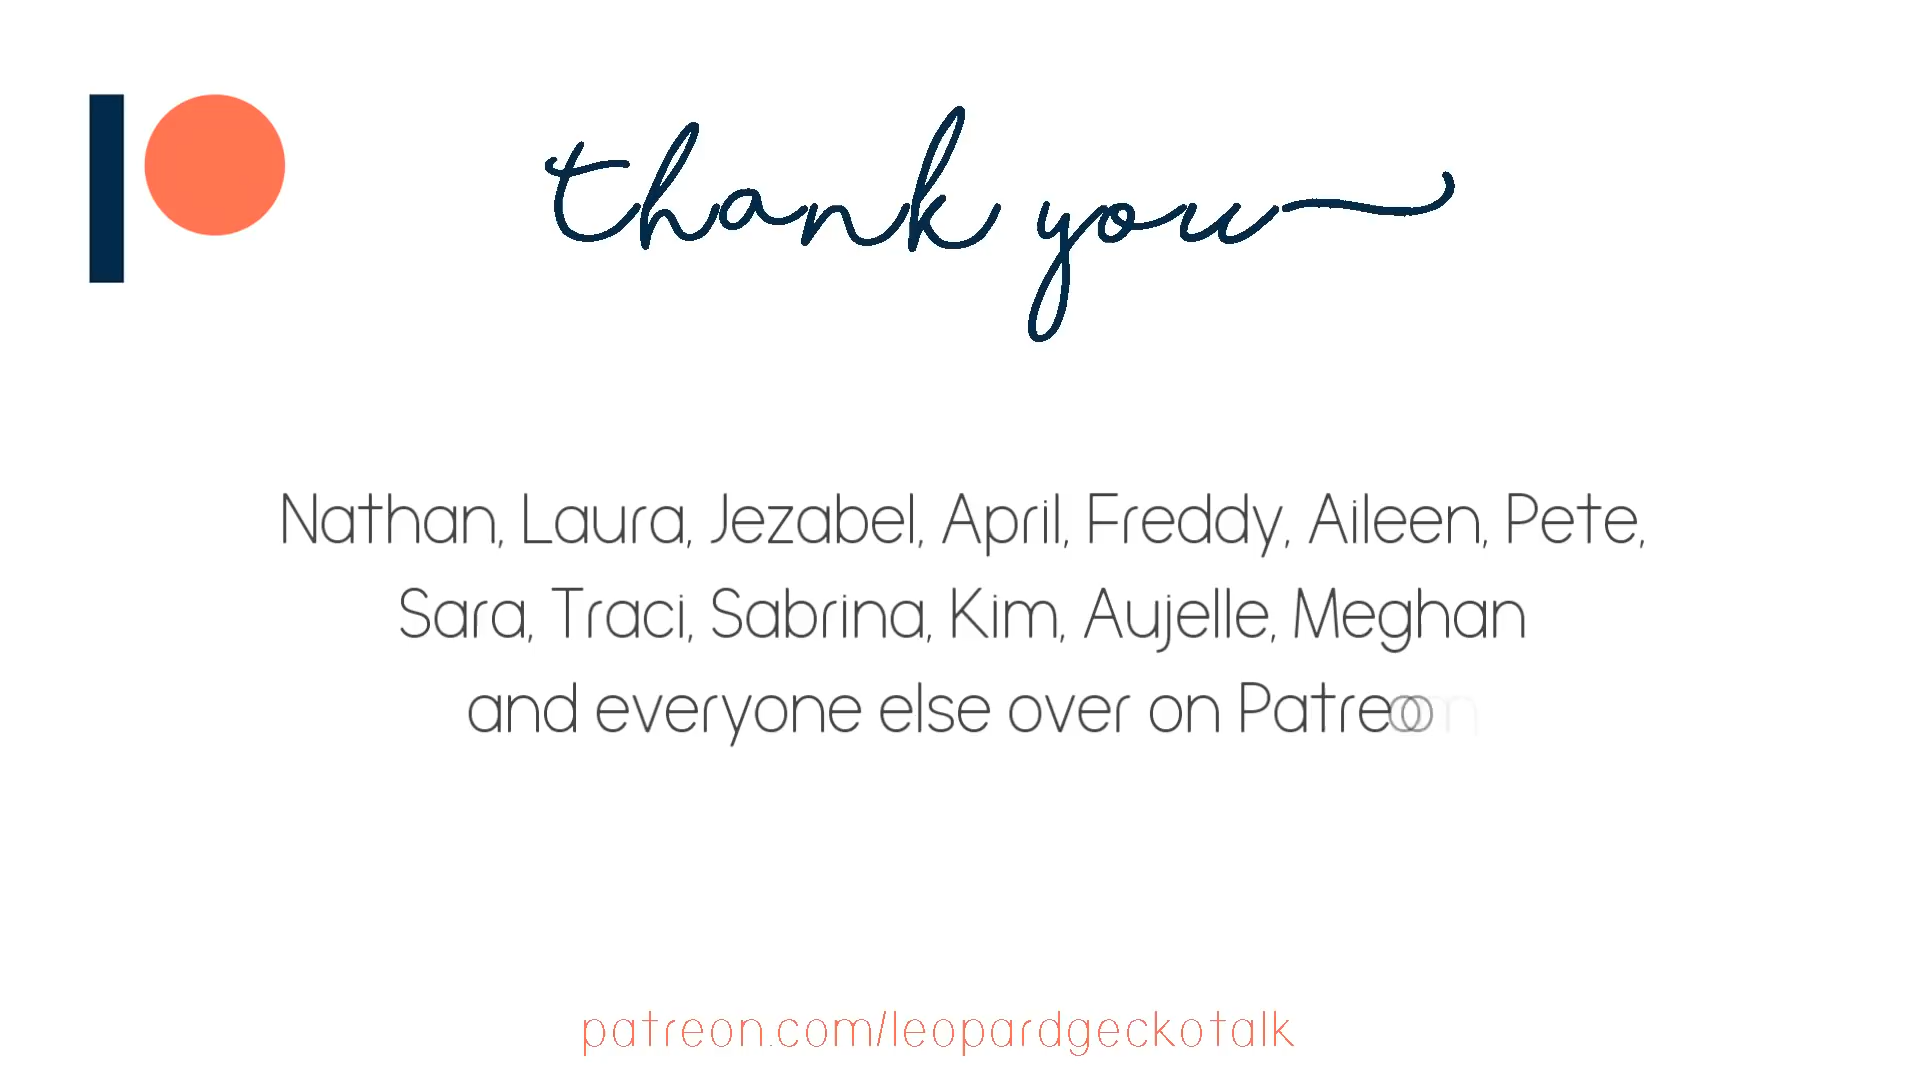 thank you
Nathan, Laura, Jezabel, April, Freddy, Aileen, Pete,
Sara, Traci, Sabrina, Kim, Aujelle, Meghan
and everyone else over on Patreon
patreon.com/leopardgeckotalk